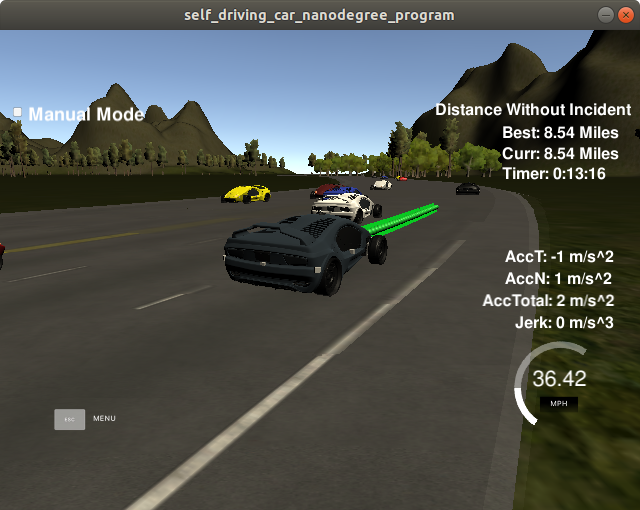 self_driving_car_nanodegree_program
Manual Mode
Distance Without Incident
Best: 8.54 Miles
Curr: 8.54 Miles
Timer: 0:13:16
AccT: -1 m/s^2
AccN: 1 m/s^2
AccTotal: 2 m/s^2
Jerk: 0 m/s^3
36.42
MPH
ESC
MENU